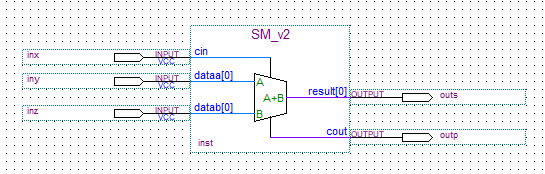 SM_v2
inx INPUT VCC cin
iny INPUT VCC dataa[0] A
A+B result[0] OUTPUT outs
inz INPUT VCC datab[0] B
cout OUTPUT outp
inst